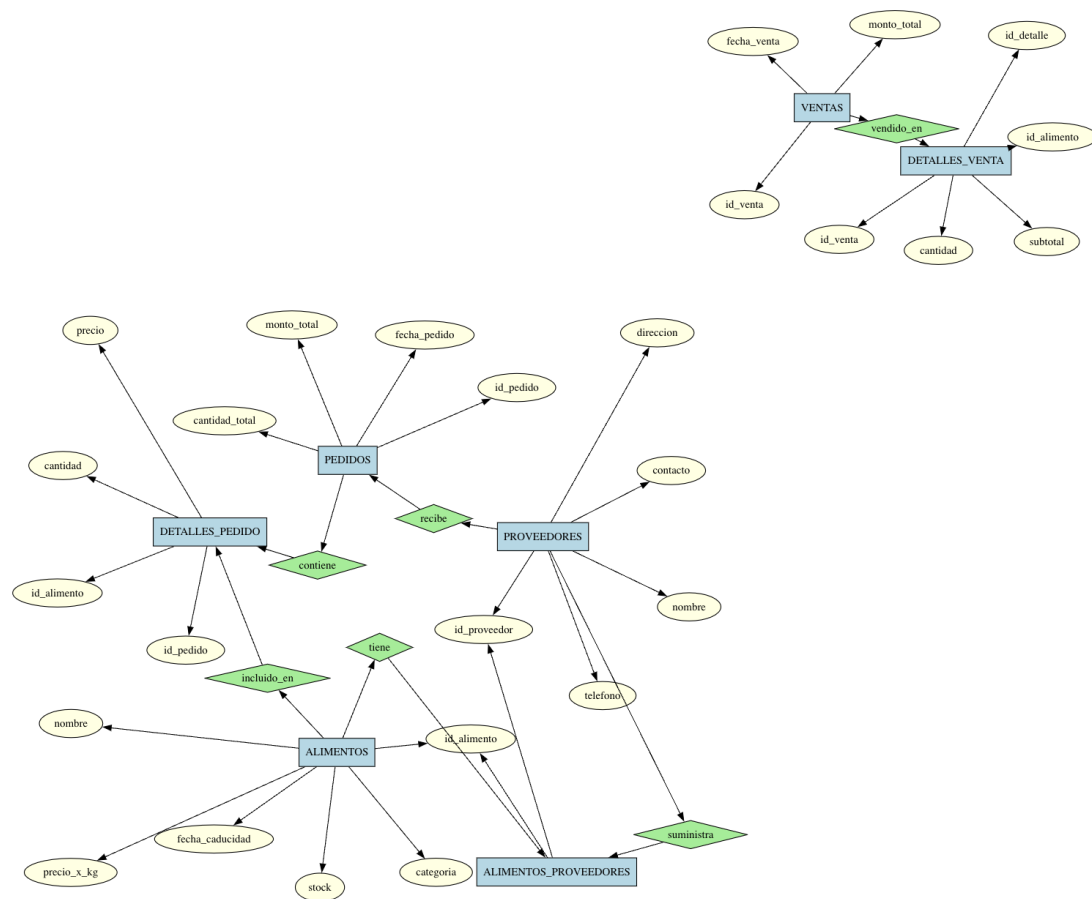 monto_total
id_detalle
fecha_venta
VENTAS
vendido_en
id_alimento
DETALLES_VENTA
id_venta
id_venta
cantidad
subtotal
precio
monto_total
fecha_pedido
direccion
id_pedido
cantidad_total
PEDIDOS
cantidad
contacto
recibe
DETALLES_PEDIDO
PROVEEDORES
contiene
id_alimento
nombre
id_proveedor
id_pedido
tiene
incluido_en
telefono
nombre
id_alimento
ALIMENTOS
fecha_caducidad
suministra
precio_x_kg
categoria
ALIMENTOS_PROVEEDORES
stock